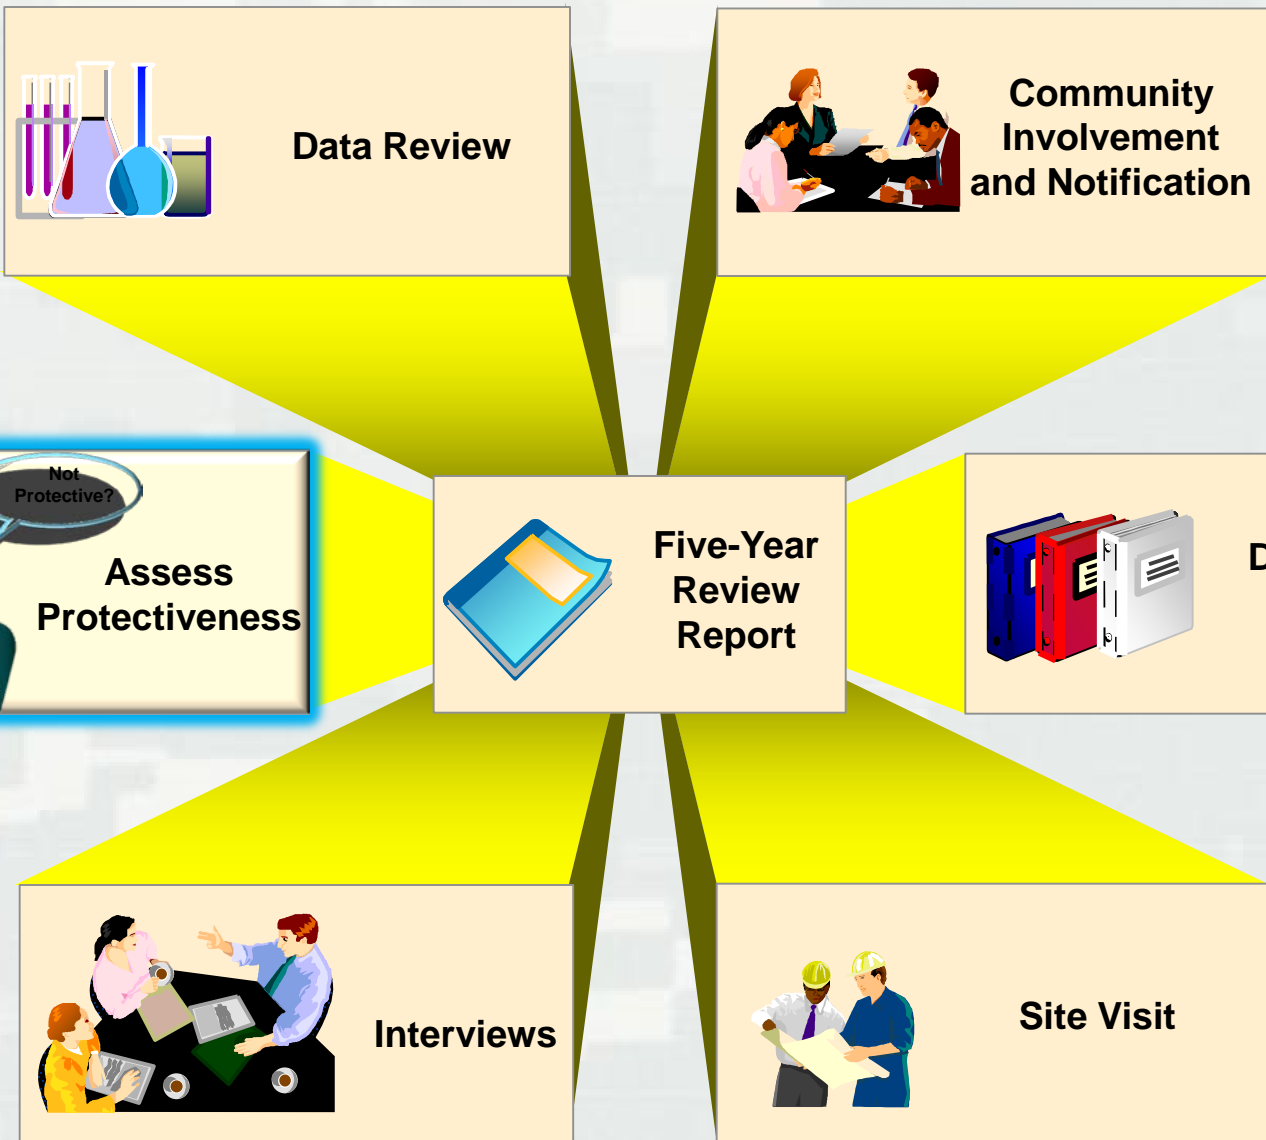 Data Review
Community
Involvement
and Notification
Not
Protective?
Assess
Protectiveness
Five-Year
Review
Report
D
Interviews
Site Visit